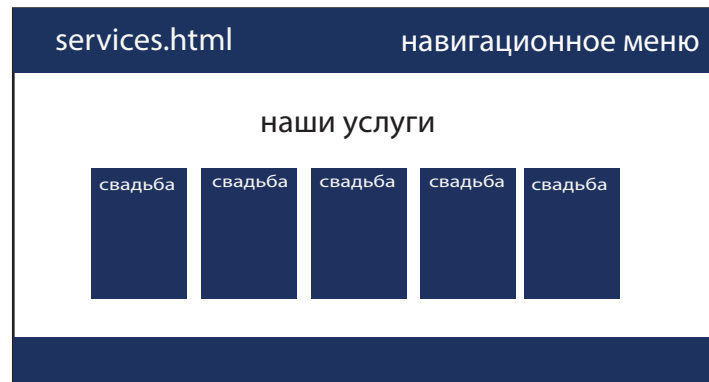 services.html навигационное меню
наши услуги
свадьба свадьба свадьба свадьба свадьба